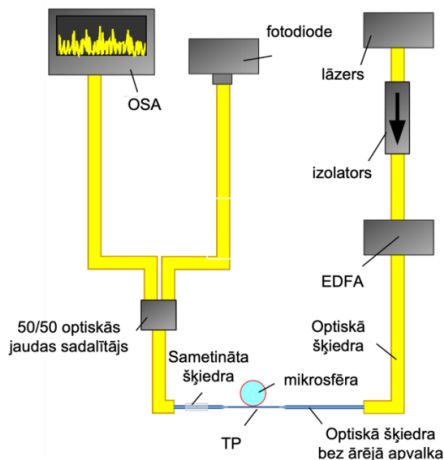 fotodiode
lāzers
OSA
izolators
EDFA
50/50 optiskās
jaudas sadalītājs
Optiskā
šķiedra
Sametināta
šķiedra
mikrosfēra
TP
Optiskā šķiedra
bez ārējā apvalka